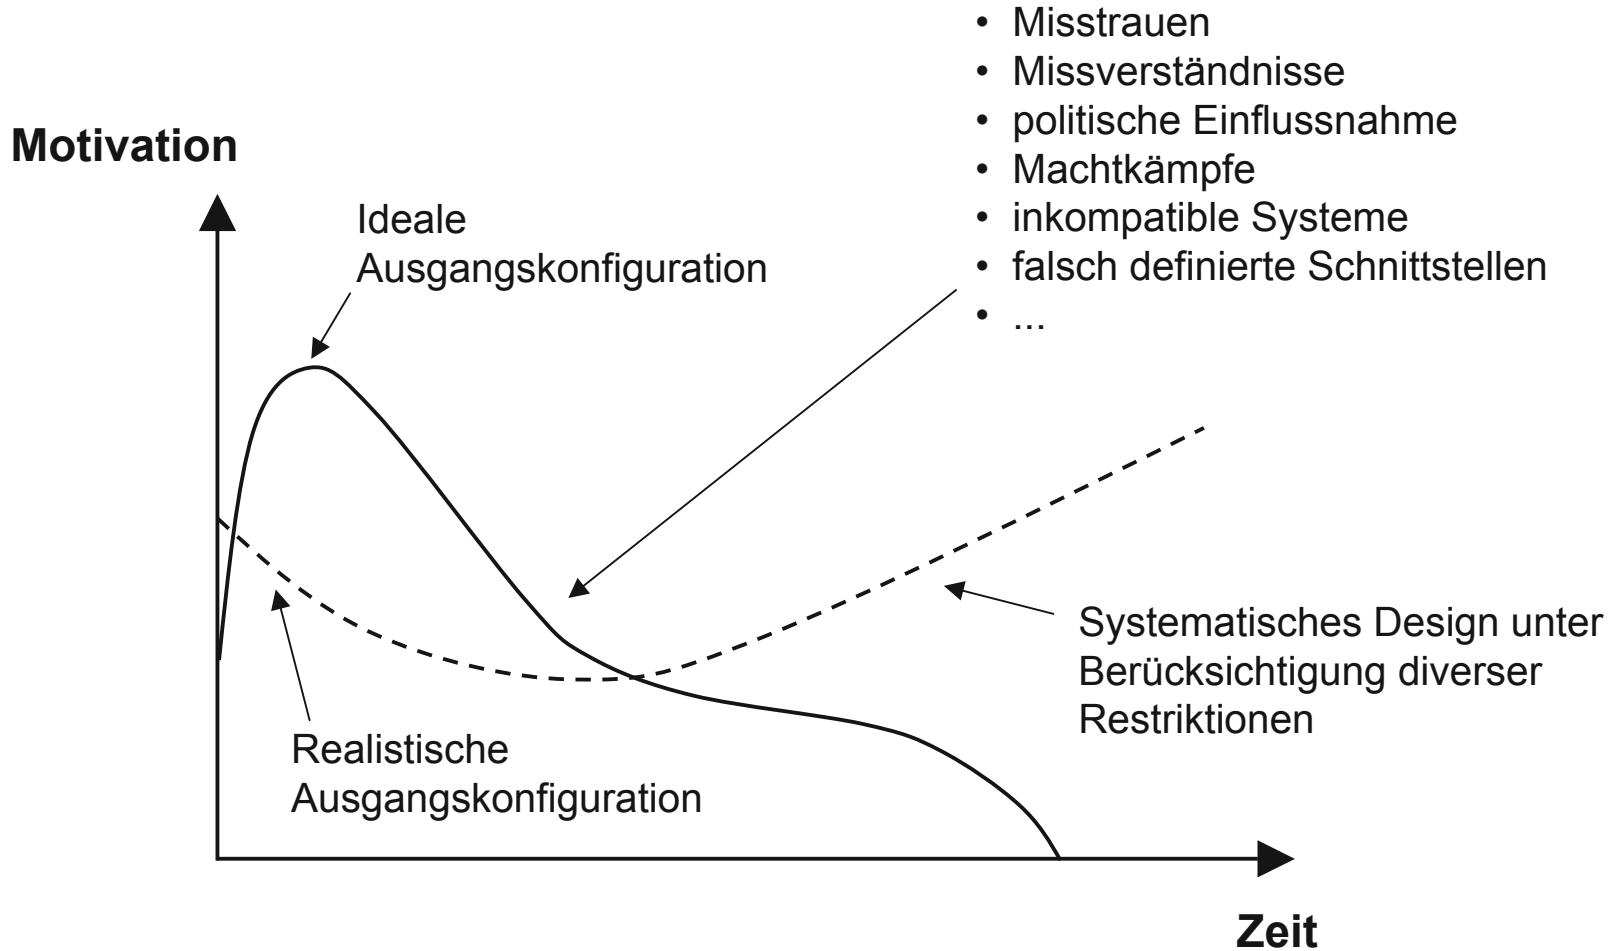 • Misstrauen
• Missverständnisse
• politische Einflussnahme
• Machtkämpfe
• inkompatible Systeme
• falsch definierte Schnittstellen
• ...
Motivation
Ideale
Ausgangskonfiguration
Systematisches Design unter
Berücksichtigung diverser
Restriktionen
Realistische
Ausgangskonfiguration
Zeit